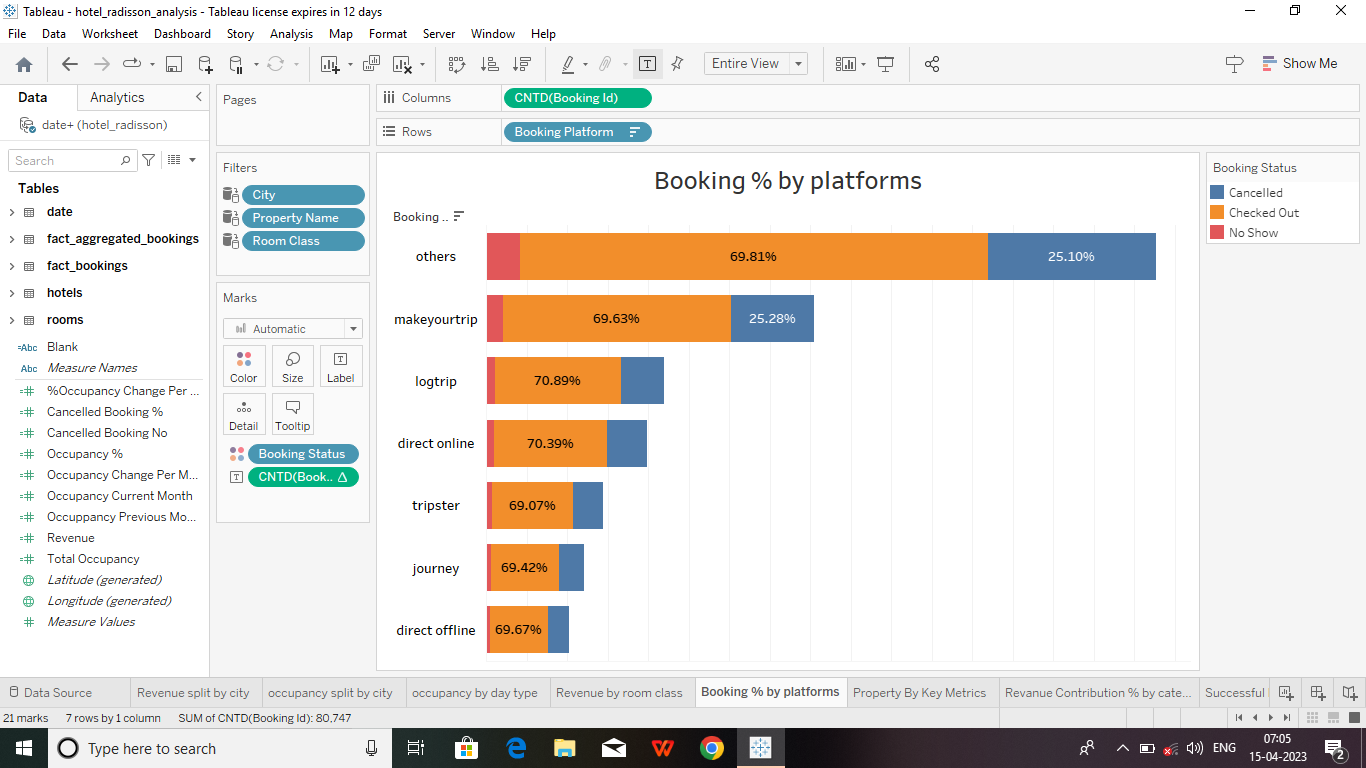 Tableau - hotel_radisson_analysis - Tableau license expires in 12 days
File Data Worksheet Dashboard Story Analysis Map Format Server Window Help
Entire View
Show Me
Data Analytics
date+ (hotel_radisson)
Search
Tables
date
fact_aggregated_bookings
fact_bookings
hotels
rooms
Abc Blank
Abc Measure Names
%Occupancy Change Per ...
Cancelled Booking %
Cancelled Booking No
Occupancy %
Occupancy Change Per M...
Occupancy Current Month
Occuppancy Previous Mo...
Revenue
Total Occupancy
Latitude (generated)
Longitude (generated)
Measure Values
Pages
Filters
City
Property Name
Room Class
Marks
Automatic
Color Size Label
Detail Tooltip
Booking Status
CNTD(Book.. Δ
Columns CNTD(Booking Id)
Rows Booking Platform
Booking % by platforms
Booking ..
others 69.81% 25.10%
makeyourtrip 69.63% 25.28%
logtrip 70.89%
direct online 70.39%
tripster 69.07%
journey 69.42%
direct offline 69.67%
Booking Status
Cancelled
Checked Out
No Show
Data Source Revenue split by city occupancy split by city occupancy by day type Revenue by room class Booking % by platforms Property By Key Metrics Revanue Contribution % by cate... Successful
21 marks 7 rows by 1 column SUM of CNTD(Booking Id): 80,747
Type here to search
ENG
07:05
15-04-2023
2